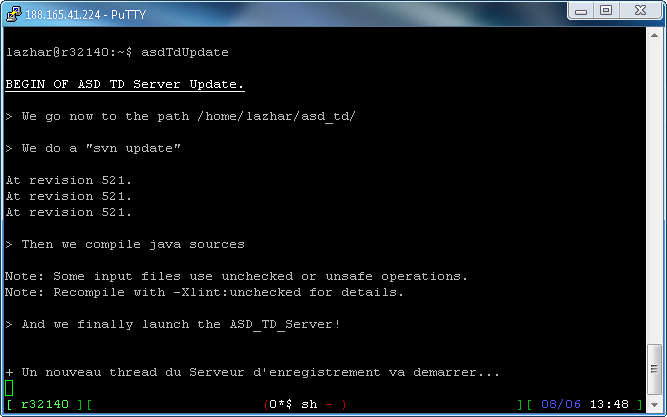 188.165.41.224 - PuTTY
lazhar@r32140:~$ asdTdUpdate
BEGIN OF ASD TD Server Update.
> We go now to the path /home/lazhar/asd_td/
> We do a "svn update"
At revision 521.
At revision 521.
At revision 521.
> Then we compile java sources
Note: Some input files use unchecked or unsafe operations.
Note: Recompile with -Xlint:unchecked for details.
> And we finally launch the ASD_TD_Server!
+ Un nouveau thread du Serveur d'enregistrement va demarrer...
[ r32140 ][ (0*$ sh - ) ][ 08/06 13:48 ]